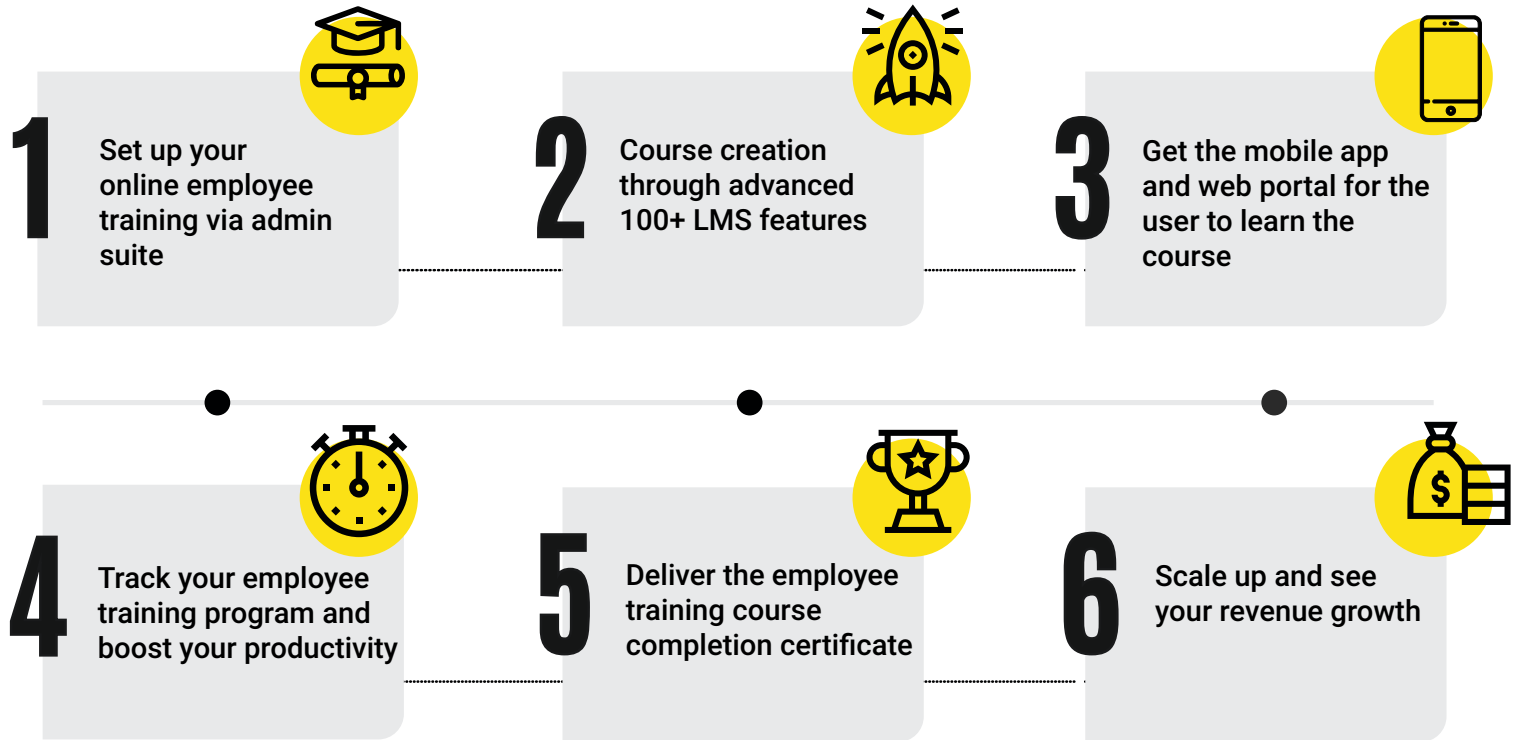 1
Set up your
online employee
training via admin
suite
2
Course creation
through advanced
100+ LMS features
3
Get the mobile app
and web portal for the
user to learn the
course
4
Track your employee
training program and
boost your productivity
5
Deliver the employee
training course
completion certificate
6
Scale up and see
your revenue growth
$